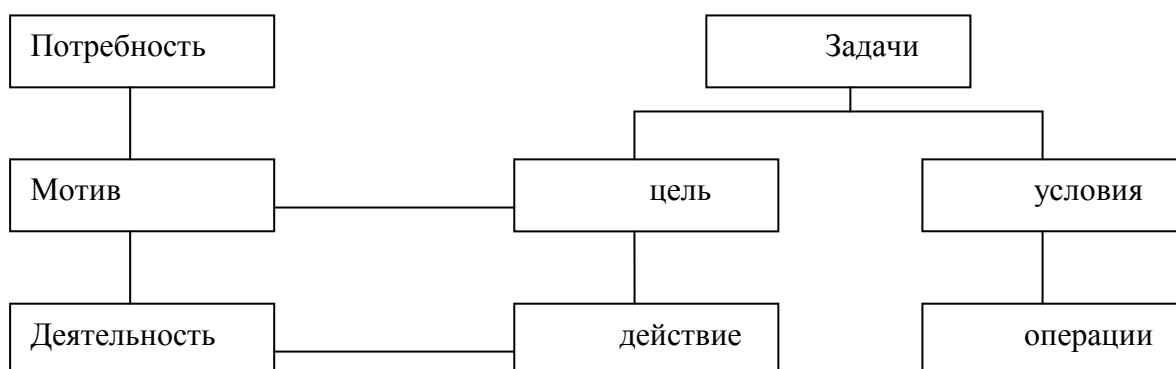 Потребность
Задачи
Мотив
цель
условия
Деятельность
действие
операции